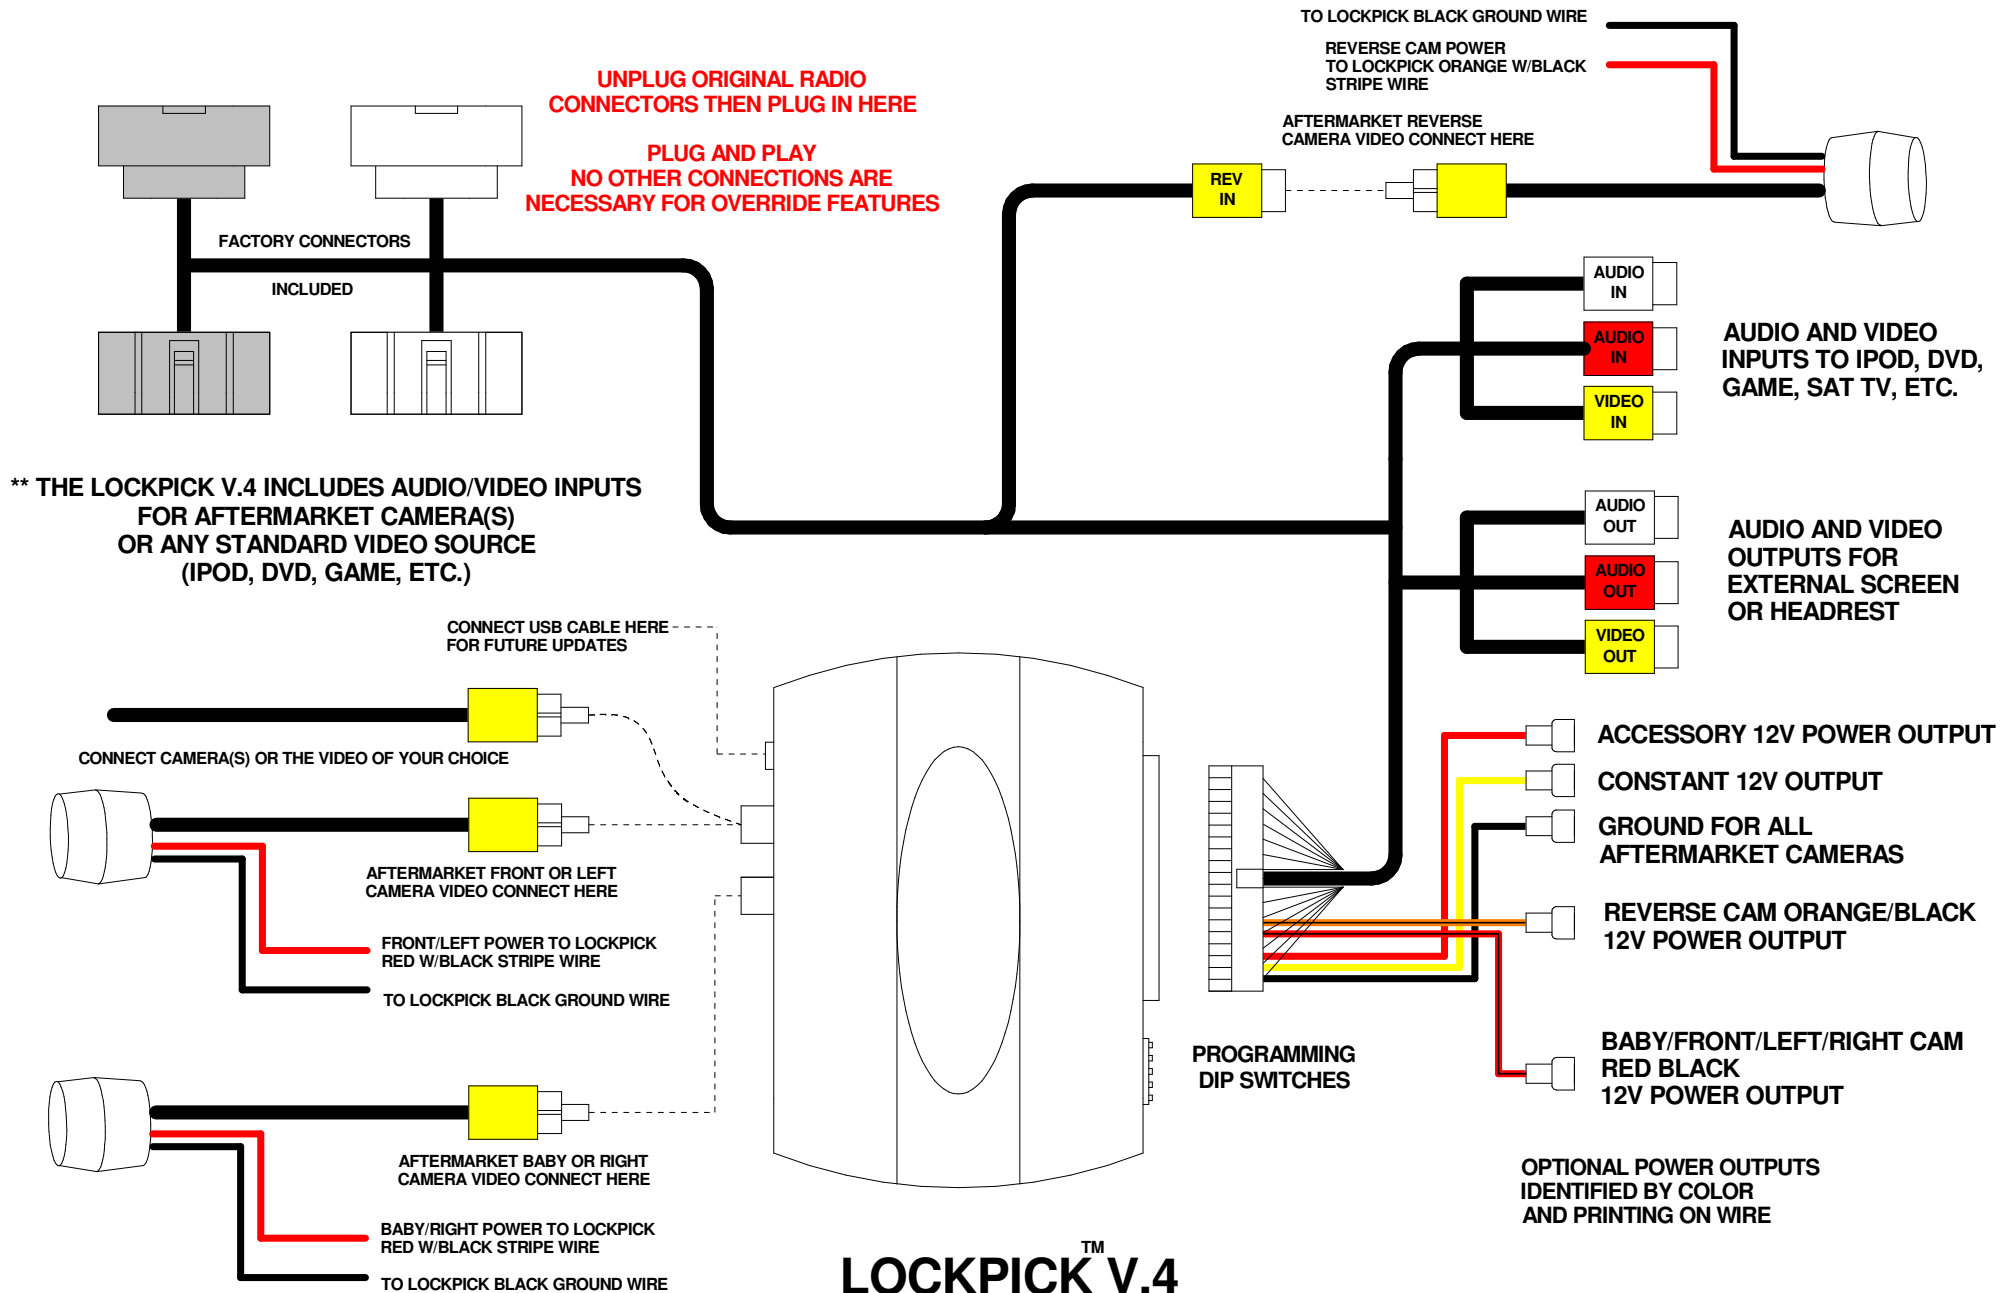 TO LOCKPICK BLACK GROUND WIRE
REVERSE CAM POWER
TO LOCKPICK ORANGE W/BLACK
STRIPE WIRE
UNPLUG ORIGINAL RADIO
CONNECTORS THEN PLUG IN HERE
PLUG AND PLAY
NO OTHER CONNECTIONS ARE
NECESSARY FOR OVERRIDE FEATURES
AFTERMARKET REVERSE
CAMERA VIDEO CONNECT HERE
REV
IN
FACTORY CONNECTORS
INCLUDED
AUDIO
IN
AUDIO
IN
VIDEO
IN
AUDIO AND VIDEO
INPUTS TO IPOD, DVD,
GAME, SAT TV, ETC.
** THE LOCKPICK V.4 INCLUDES AUDIO/VIDEO INPUTS
FOR AFTERMARKET CAMERA(S)
OR ANY STANDARD VIDEO SOURCE
(IPOD, DVD, GAME, ETC.)
AUDIO
OUT
AUDIO
OUT
VIDEO
OUT
AUDIO AND VIDEO
OUTPUTS FOR
EXTERNAL SCREEN
OR HEADREST
CONNECT USB CABLE HERE
FOR FUTURE UPDATES
CONNECT CAMERA(S) OR THE VIDEO OF YOUR CHOICE
AFTERMARKET FRONT OR LEFT
CAMERA VIDEO CONNECT HERE
FRONT/LEFT POWER TO LOCKPICK
RED W/BLACK STRIPE WIRE
TO LOCKPICK BLACK GROUND WIRE
ACCESSORY 12V POWER OUTPUT
CONSTANT 12V OUTPUT
GROUND FOR ALL
AFTERMARKET CAMERAS
REVERSE CAM ORANGE/BLACK
12V POWER OUTPUT
PROGRAMMING
DIP SWITCHES
BABY/FRONT/LEFT/RIGHT CAM
RED BLACK
12V POWER OUTPUT
AFTERMARKET BABY OR RIGHT
CAMERA VIDEO CONNECT HERE
BABY/RIGHT POWER TO LOCKPICK
RED W/BLACK STRIPE WIRE
TO LOCKPICK BLACK GROUND WIRE
OPTIONAL POWER OUTPUTS
IDENTIFIED BY COLOR
AND PRINTING ON WIRE
LOCKPICK™ V.4